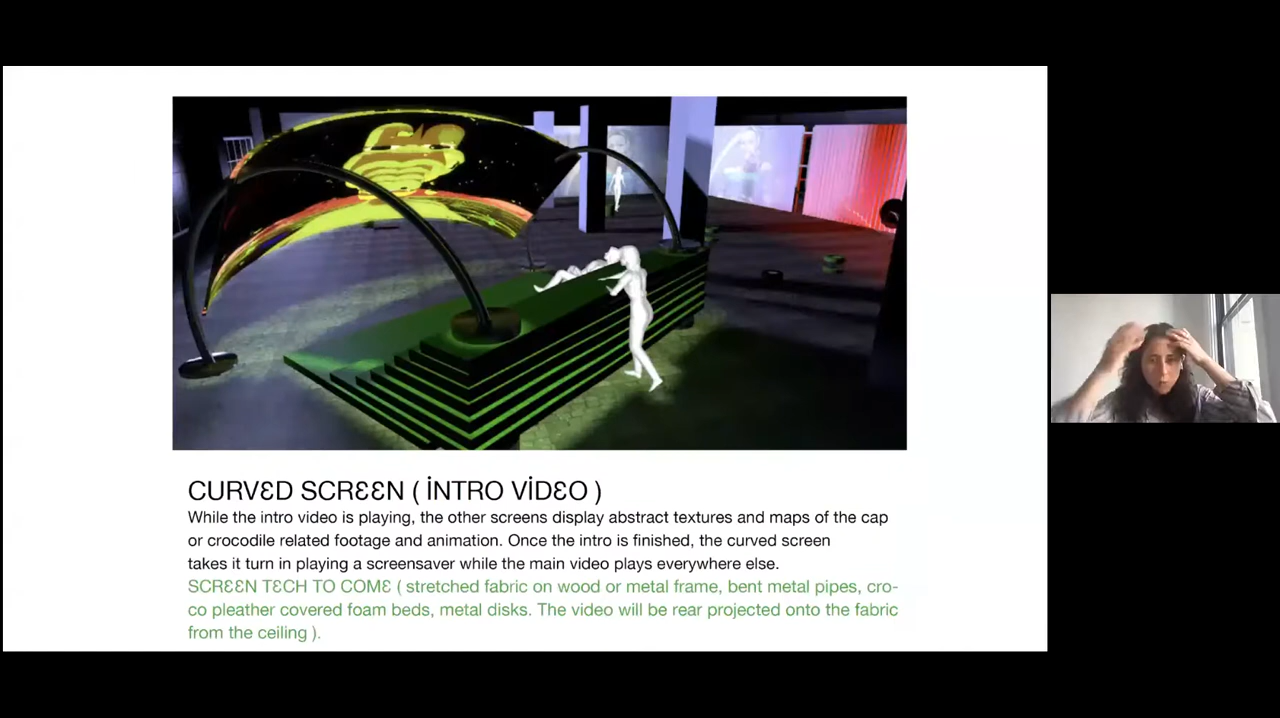 CURVƐD SCRƐƐN ( İNTRO VİDƐO )
While the intro video is playing, the other screens display abstract textures and maps of the cap
or crocodile related footage and animation. Once the intro is finished, the curved screen
takes it turn in playing a screensaver while the main video plays everywhere else.
SCRƐƐN TƐCH TO COMƐ ( stretched fabric on wood or metal frame, bent metal pipes, cro-
co pleather covered foam beds, metal disks. The video will be rear projected onto the fabric
from the ceiling ).